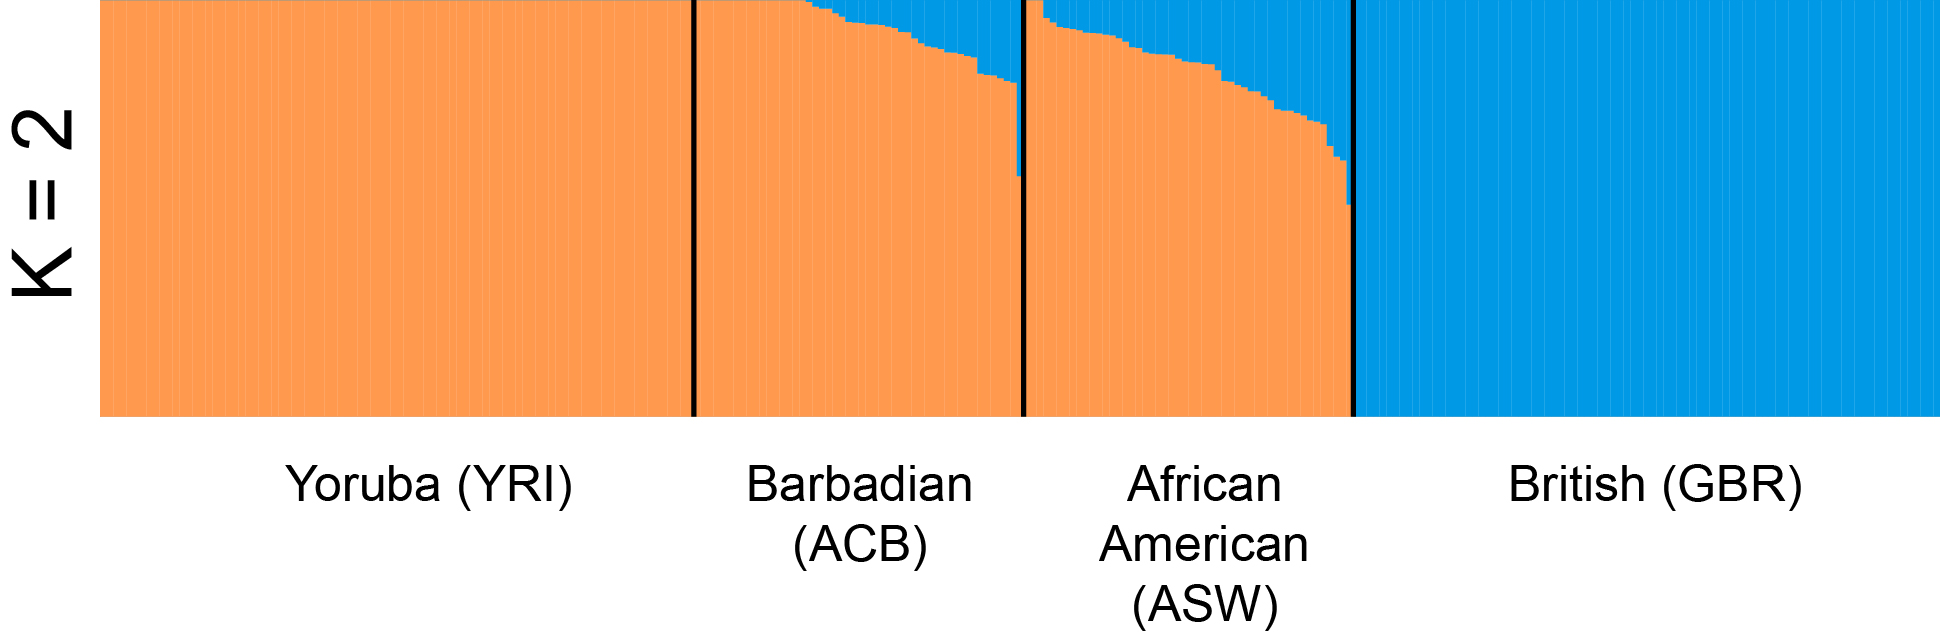 K = 2
Yoruba (YRI)
Barbadian
(ACB)
African
American
(ASW)
British (GBR)